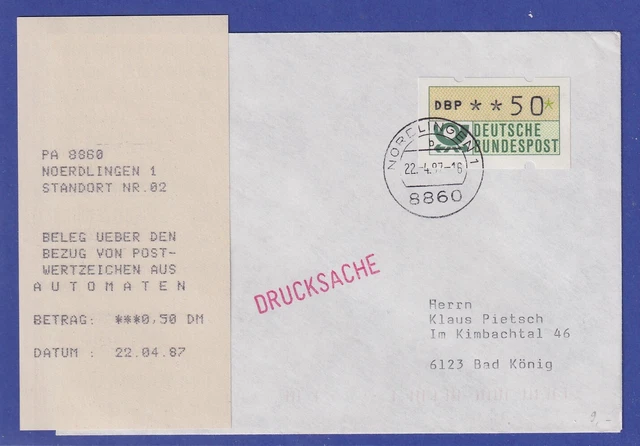 PA 8860
NOERDLINGEN 1
STANDORT NR.02
BELEG UEBER DEN
BEZUG VON POST-
WERTZEICHEN AUS
A U T O M A T E N
BETRAG: ***0,50 DM
DATUM : 22.04.87
DBP ★★50★
DEUTSCHE
BUNDESPOST
NÖRDLINGEN 1
b
22.-4.87-16
8860
DRUCKSACHE
Herrn
Klaus Pietsch
Im Kimbachtal 46
6123 Bad König